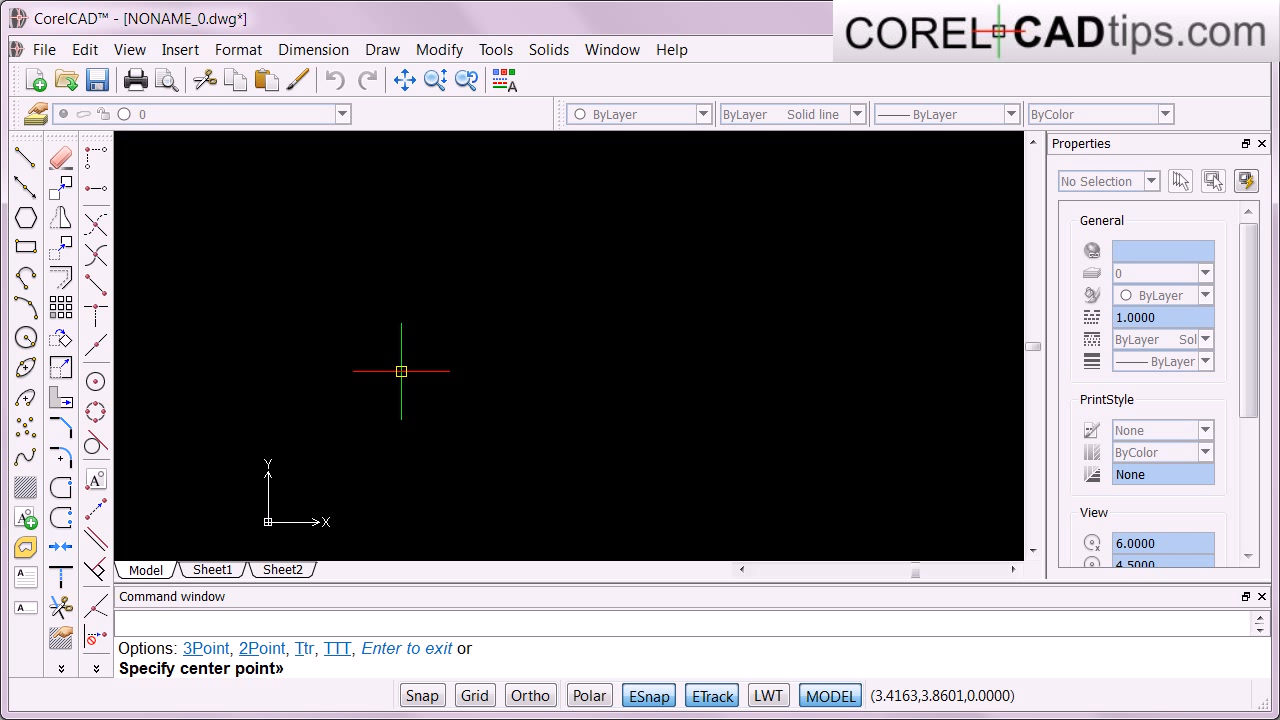 CorelCAD™ - [NONAME_0.dwg*]
COREL CADtips.com
File Edit View Insert Format Dimension Draw Modify Tools Solids Window Help
A
0 ByLayer ByLayer Solid line ByLayer ByColor
Properties
No Selection
General
0
ByLayer
1.0000
ByLayer Sol
ByLayer
PrintStyle
None
ByColor
None
View
6.0000
4.5000
Y
X
A
A
A
A
Model Sheet1 Sheet2
Command window
Options: 3Point, 2Point, Ttr, TTT, Enter to exit or
Specify center point»
Snap Grid Ortho Polar ESnap ETrack LWT MODEL (3.4163,3.8601,0.0000)